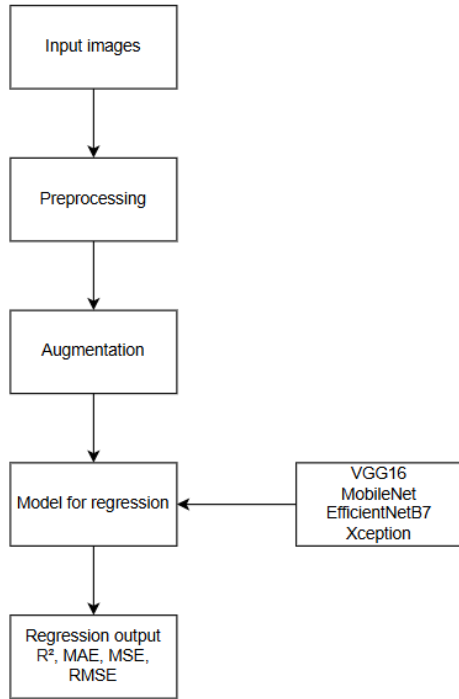 Input images
Preprocessing
Augmentation
Model for regression
VGG16
MobileNet
EfficientNetB7
Xception
Regression output
R², MAE, MSE,
RMSE